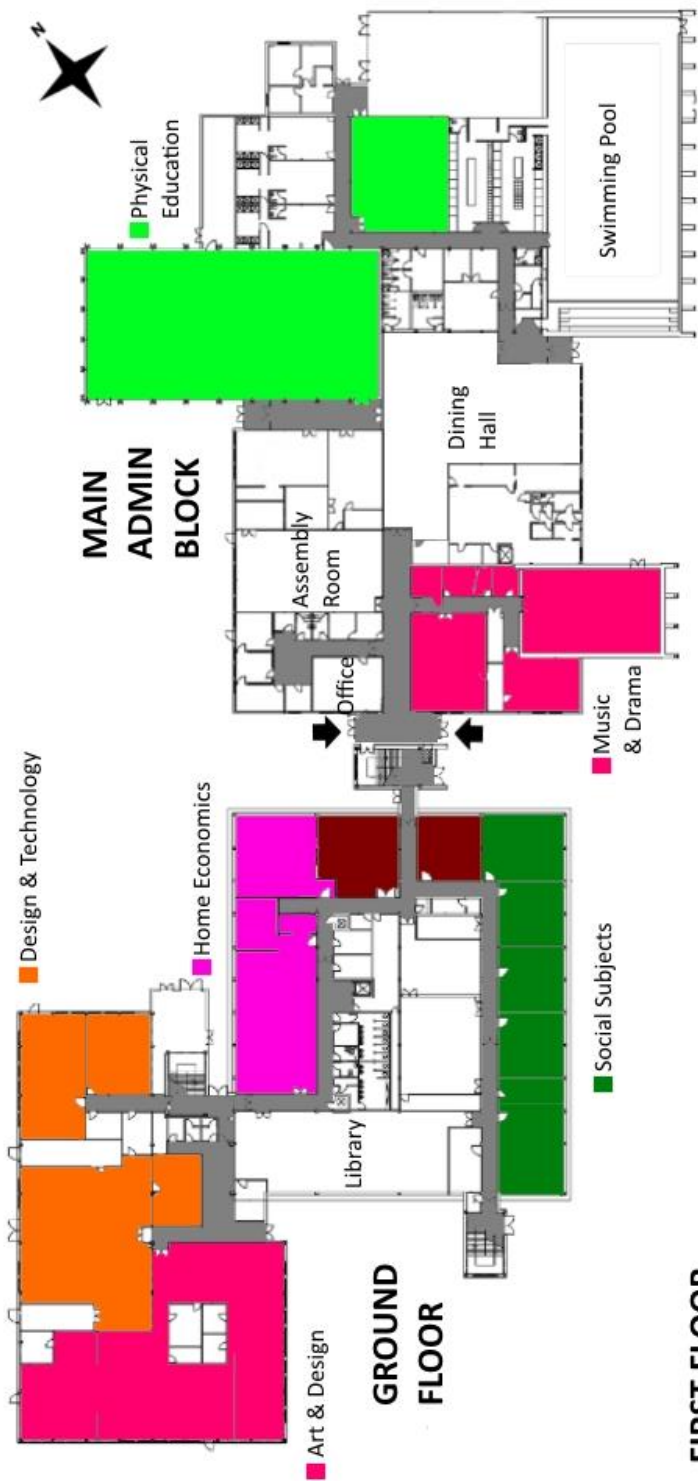 N
Design & Technology
Physical
Education
MAIN
ADMIN
BLOCK
Home Economics
Assembly
Room
Office
Art & Design
Library
GROUND
FLOOR
Dining
Hall
Music
& Drama
Social Subjects
Swimming Pool
FIRST FLOOR